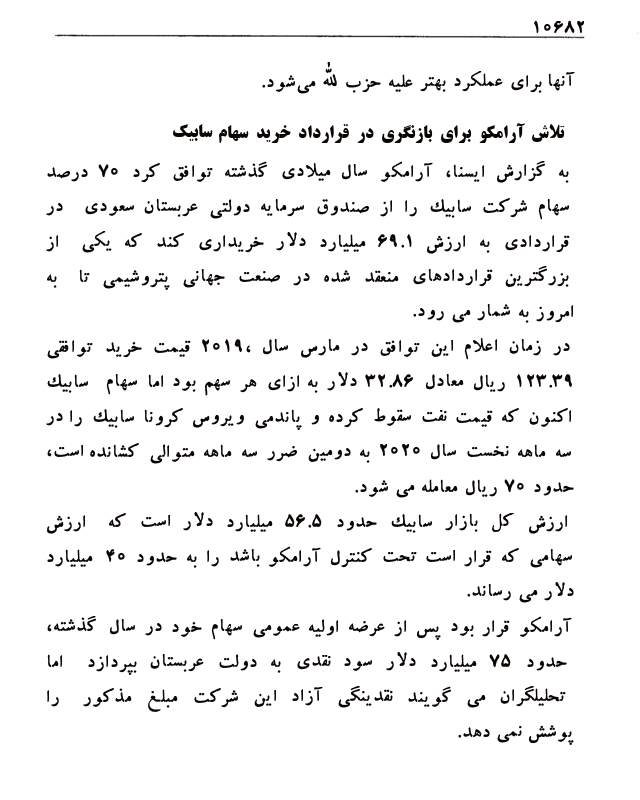 ۱۰۶۸۲
آنها برای عملکرد بهتر علیه حزب الله می‌شود.
تلاش آرامکو برای بازنگری در قرارداد خرید سهام سابیک
به گزارش ایسنا، آرامکو سال میلادی گذشته توافق کرد ۷۰ درصد
سهام شرکت سابیک را از صندوق سرمایه دولتی عربستان سعودی در
قراردادی به ارزش ۶۹.۱ میلیارد دلار خریداری کند که یکی از
بزرگترین قراردادهای منعقد شده در صنعت جهانی پتروشیمی تا به
امروز به شمار می رود.
در زمان اعلام این توافق در مارس سال ،۲۰۱۹ قیمت خرید توافقی
۱۲۳.۳۹ ریال معادل ۳۲.۸۶ دلار به ازای هر سهم بود اما سهام سابیک
اکنون که قیمت نفت سقوط کرده و پاندمی ویروس کرونا سابیک را در
سه ماهه نخست سال ۲۰۲۰ به دومین ضرر سه ماهه متوالی کشانده است،
حدود ۷۰ ریال معامله می شود.
ارزش کل بازار سابیک حدود ۵۶.۵ میلیارد دلار است که ارزش
سهامی که قرار است تحت کنترل آرامکو باشد را به حدود ۴۰ میلیارد
دلار می رساند.
آرامکو قرار بود پس از عرضه اولیه عمومی سهام خود در سال گذشته،
حدود ۷۵ میلیارد دلار سود نقدی به دولت عربستان بپردازد اما
تحلیلگران می گویند نقدینگی آزاد این شرکت مبلغ مذکور را
پوشش نمی دهد.